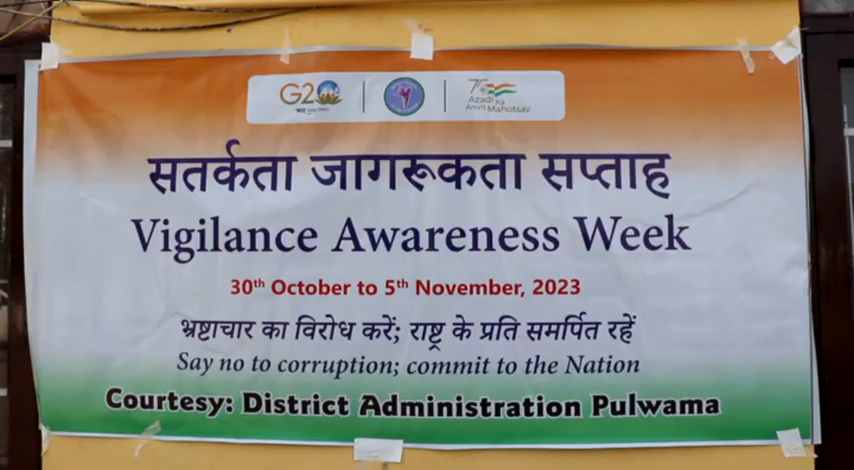 G20
75
Azadi Ka
Amrit Mahotsav
सतर्कता जागरूकता सप्ताह
Vigilance Awareness Week
30th October to 5th November, 2023
भ्रष्टाचार का विरोध करें; राष्ट्र के प्रति समर्पित रहें
Say no to corruption; commit to the Nation
Courtesy: District Administration Pulwama